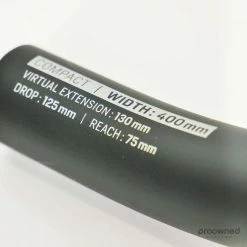 COMPACT | WIDTH: 400mm
VIRTUAL EXTENSION: 130mm
DROP: 125mm | REACH: 75mm
proowned